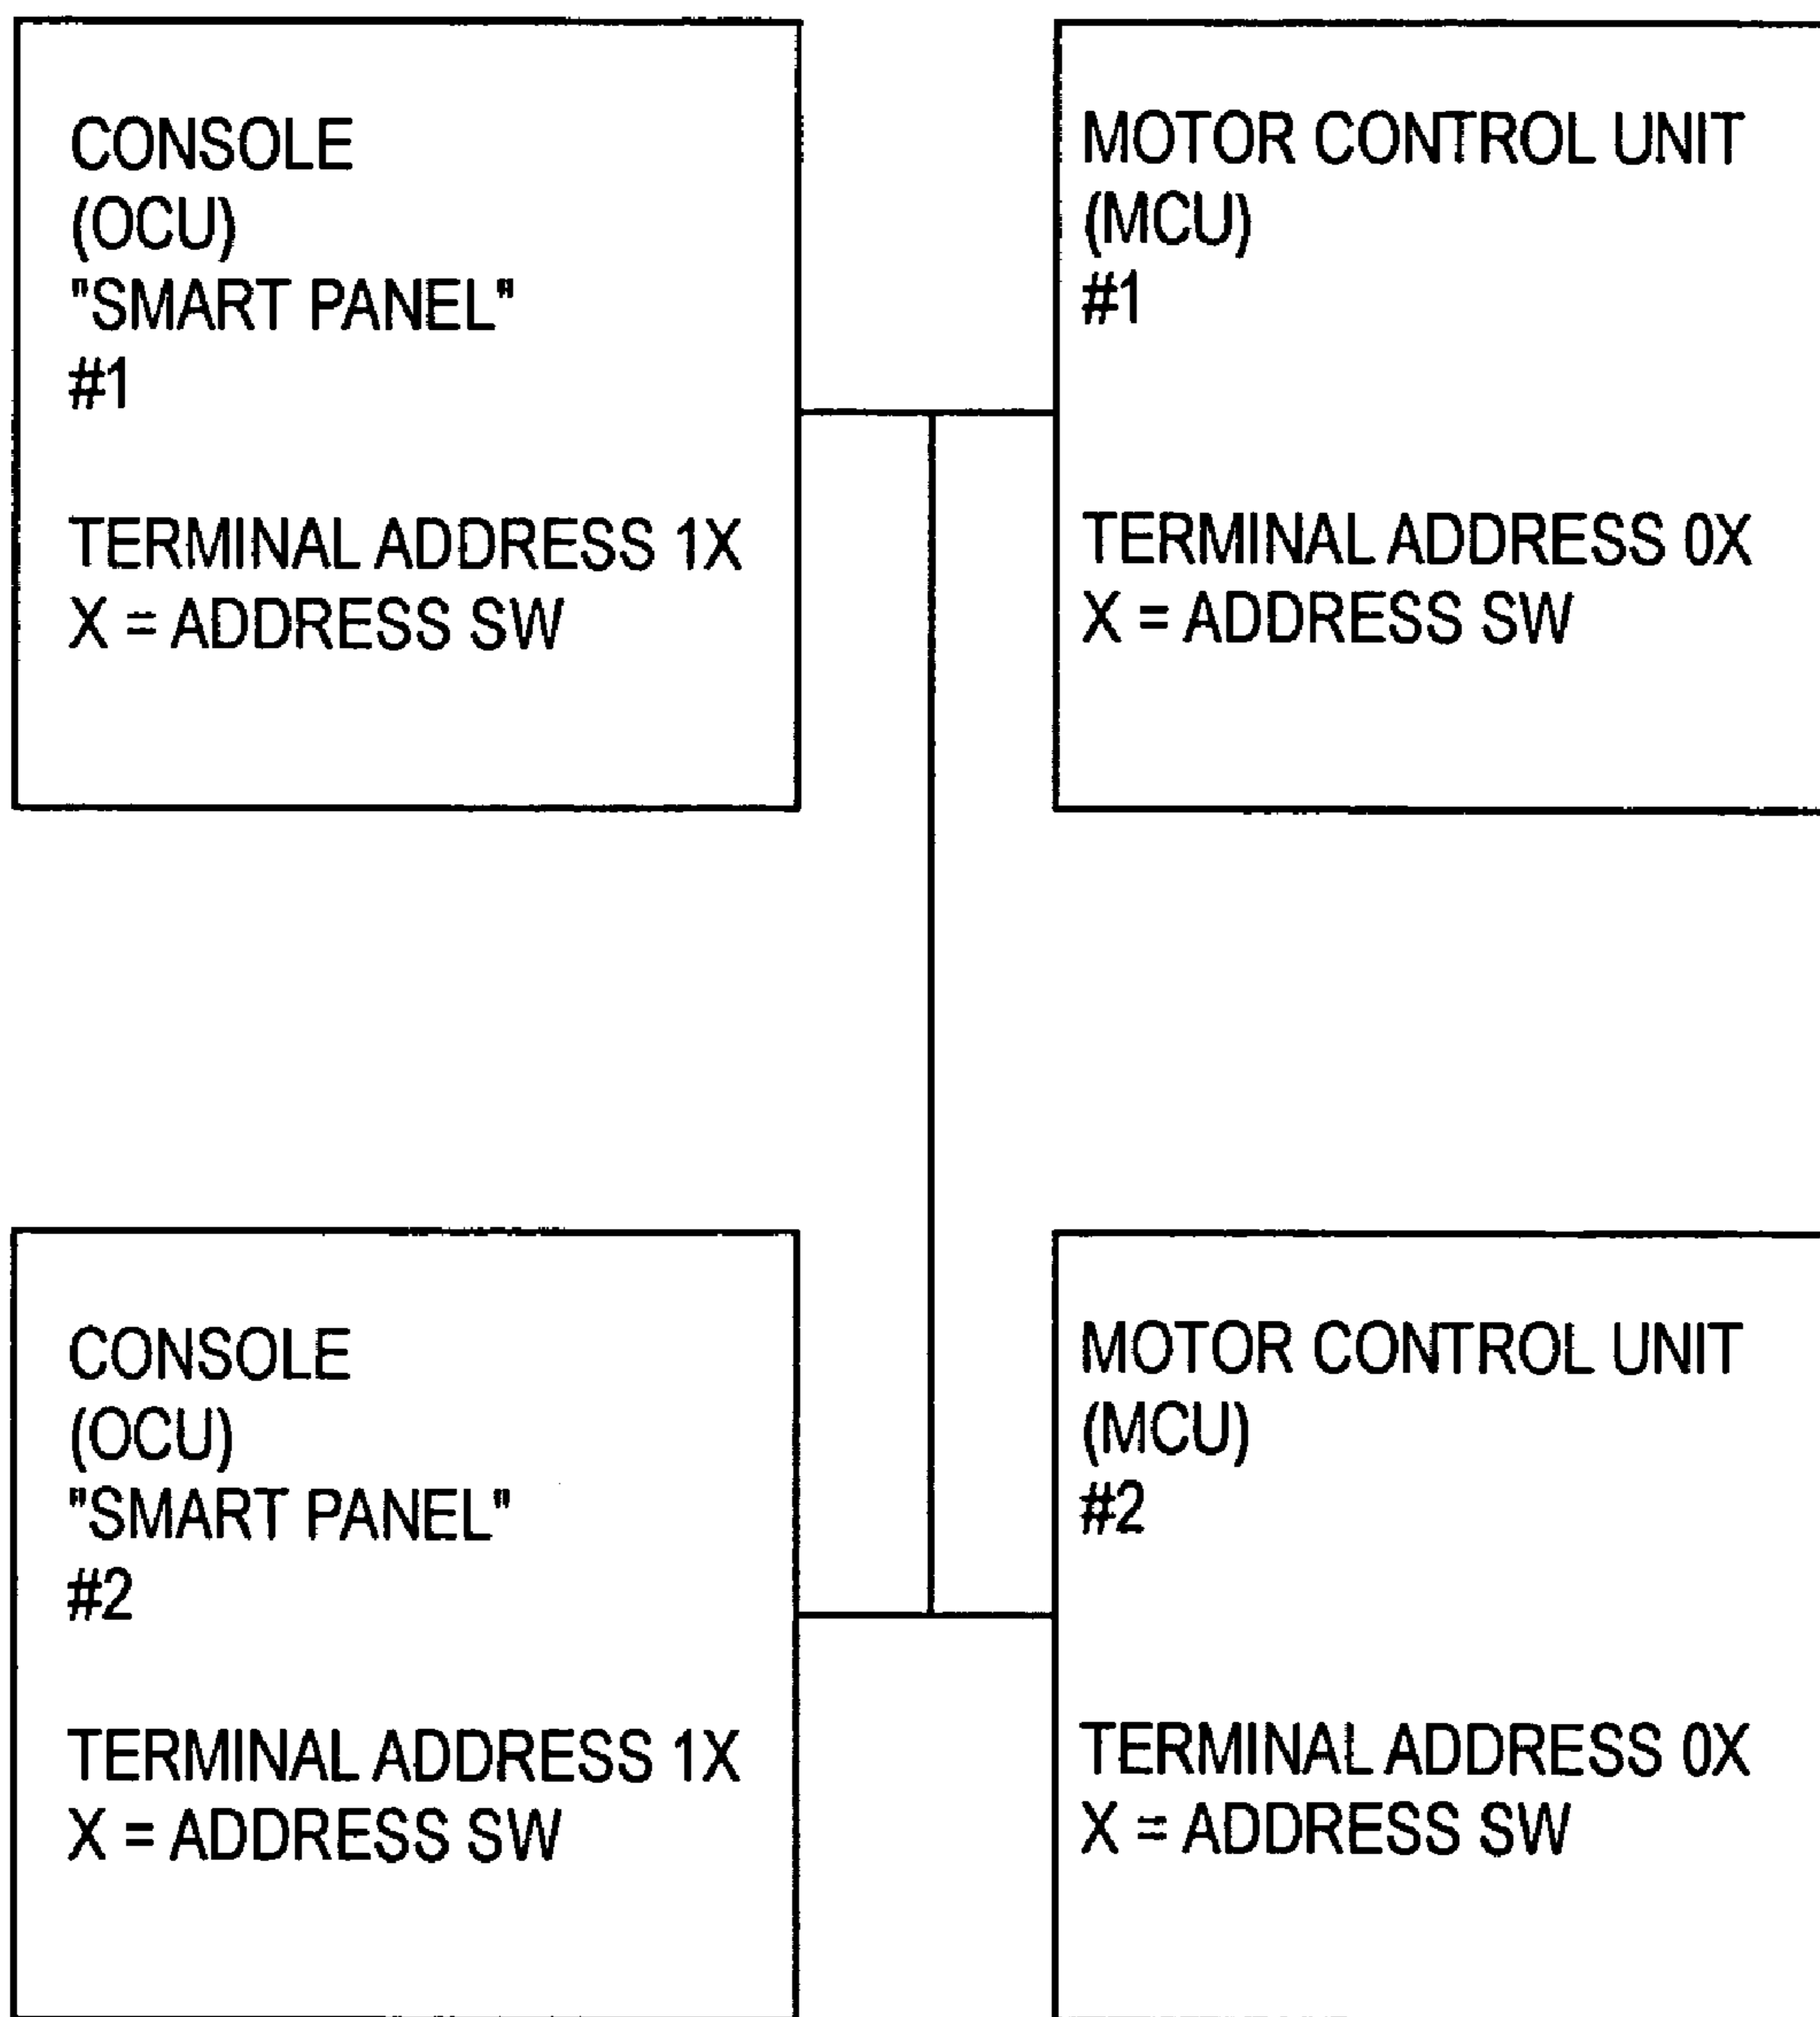 CONSOLE
(OCU)
"SMART PANEL"
#1
TERMINAL ADDRESS 1X
X = ADDRESS SW
MOTOR CONTROL UNIT
(MCU)
#1
TERMINAL ADDRESS 0X
X = ADDRESS SW
CONSOLE
(OCU)
"SMART PANEL"
#2
TERMINAL ADDRESS 1X
X = ADDRESS SW
MOTOR CONTROL UNIT
(MCU)
#2
TERMINAL ADDRESS 0X
X = ADDRESS SW